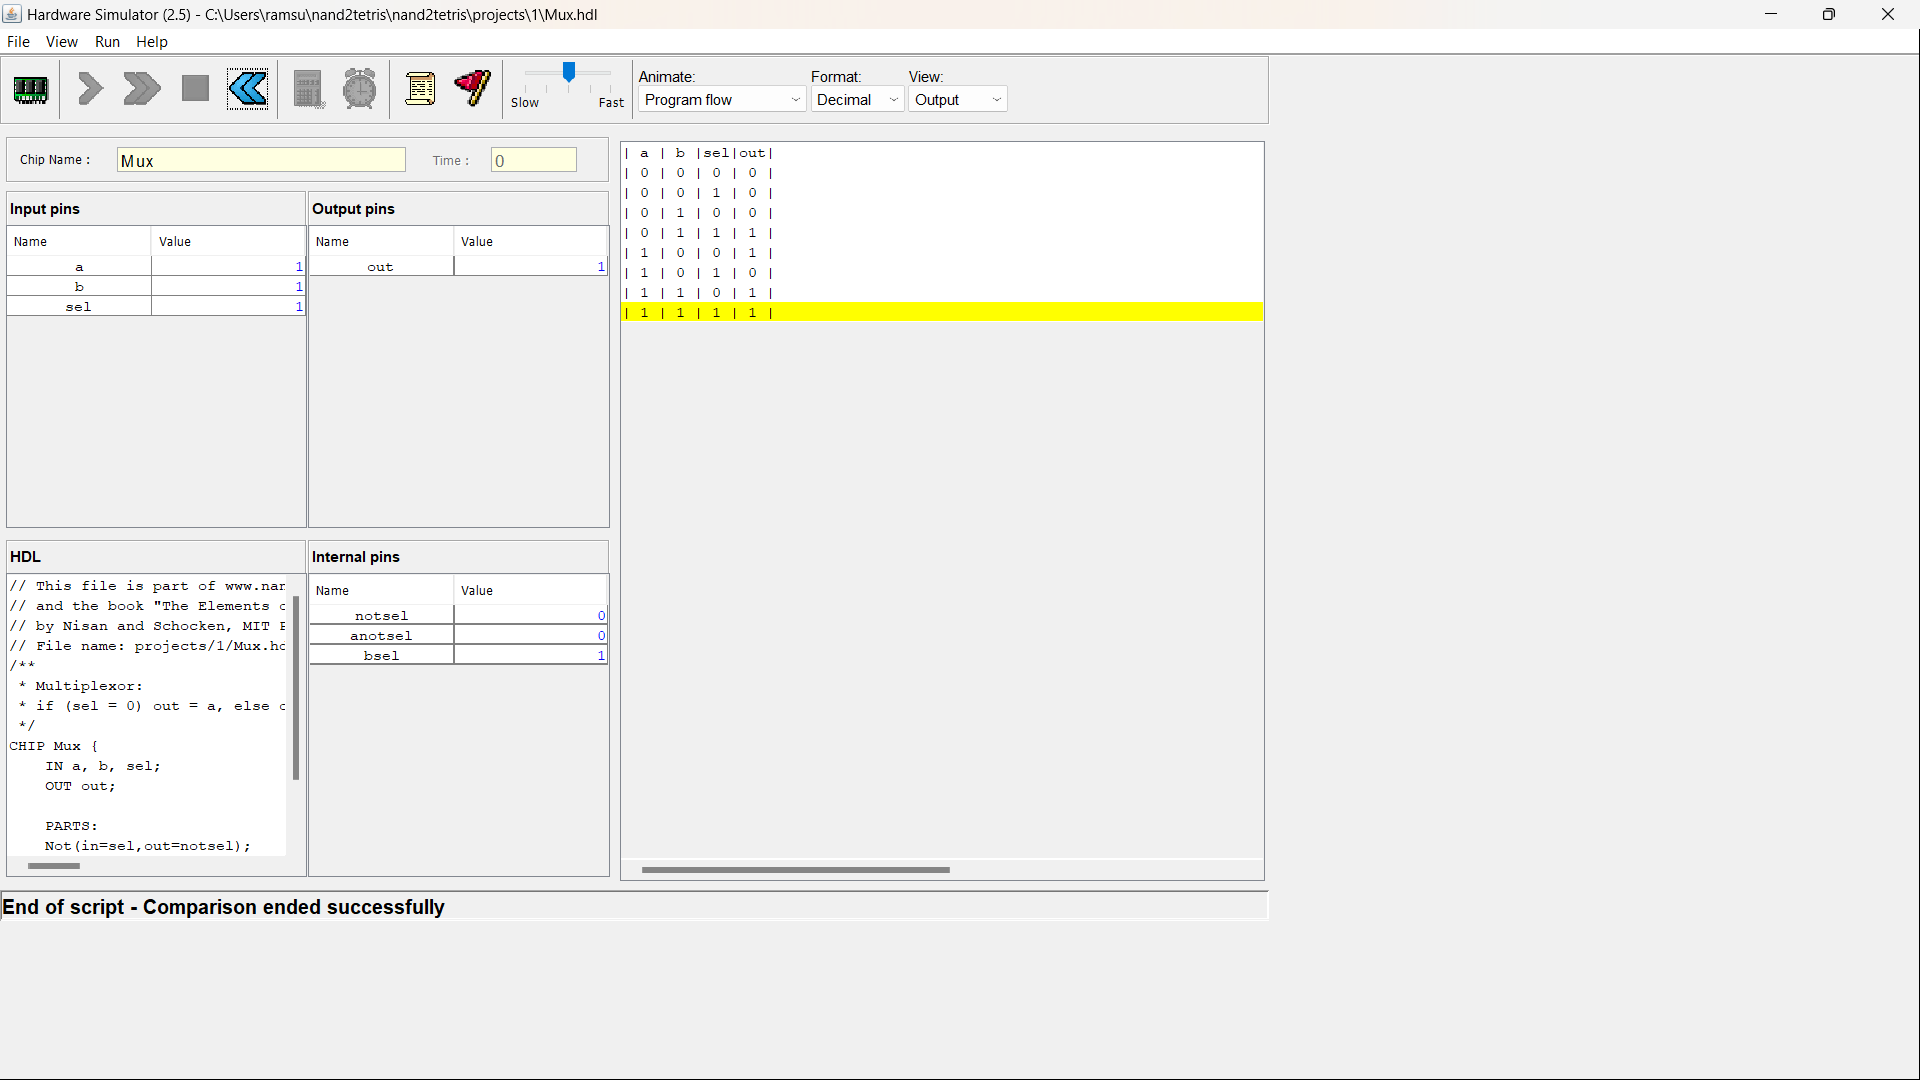 Hardware Simulator (2.5) - C:\Users\ramsu\nand2tetris\nand2tetris\projects\1\Mux.hdl
File View Run Help
Slow Fast
Animate: Format: View:
Program flow Decimal Output
Chip Name : Mux Time : 0
Input pins
Name Value
a 1
b 1
sel 1
Output pins
Name Value
out 1
| a | b |sel|out|
| 0 | 0 | 0 | 0 |
| 0 | 0 | 1 | 0 |
| 0 | 1 | 0 | 0 |
| 0 | 1 | 1 | 1 |
| 1 | 0 | 0 | 1 |
| 1 | 0 | 1 | 0 |
| 1 | 1 | 0 | 1 |
| 1 | 1 | 1 | 1 |
HDL
// This file is part of www.nan
// and the book "The Elements
// by Nisan and Schocken, MIT
// File name: projects/1/Mux.hd
/**
* Multiplexor:
* if (sel = 0) out = a, else
*/
CHIP Mux {
IN a, b, sel;
OUT out;
PARTS:
Not(in=sel,out=notsel);
Internal pins
Name Value
notsel 0
anotsel 0
bsel 1
End of script - Comparison ended successfully